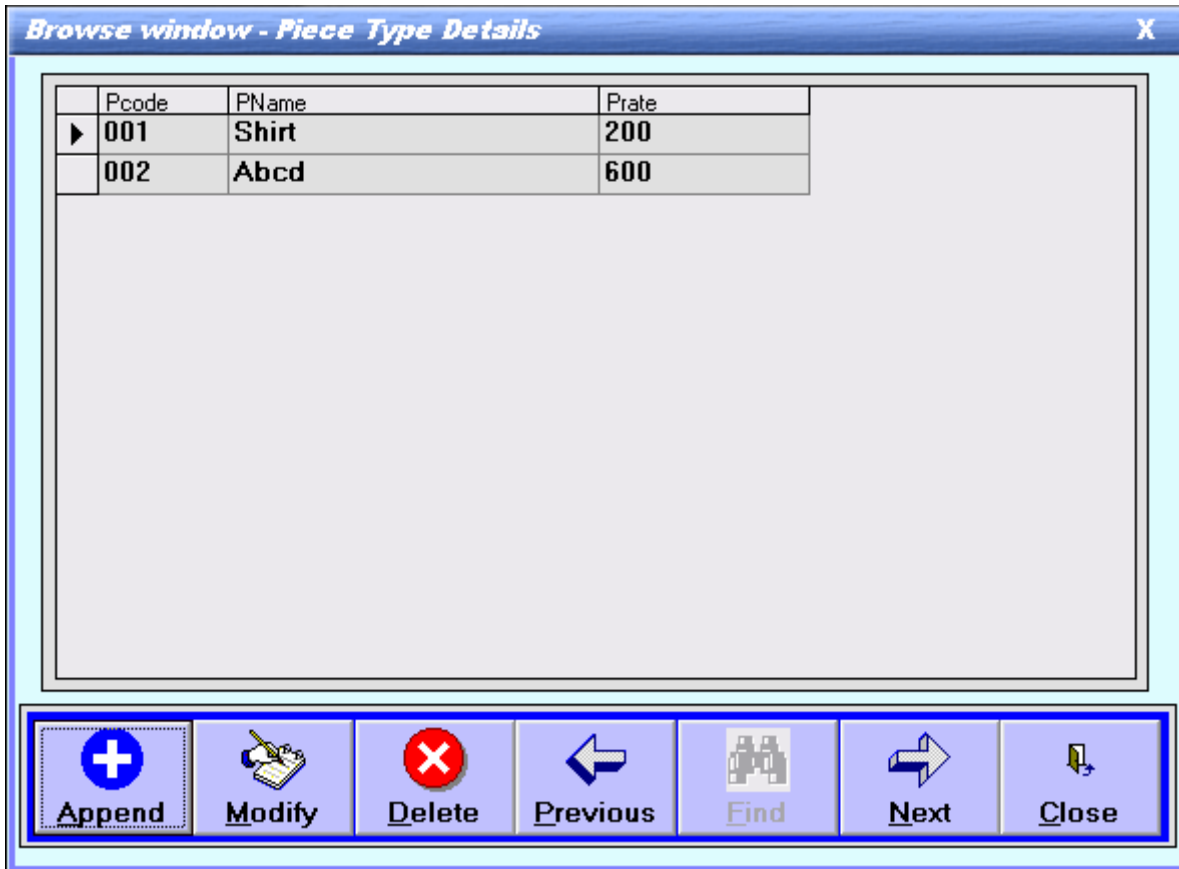 Browse window - Piece Type Details X
Pcode PName Prate
001 Shirt 200
002 Abcd 600
Append Modify Delete Previous Find Next Close